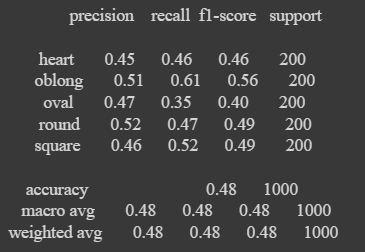 precision recall f1-score support
heart 0.45 0.46 0.46 200
oblong 0.51 0.61 0.56 200
oval 0.47 0.35 0.40 200
round 0.52 0.47 0.49 200
square 0.46 0.52 0.49 200
accuracy 0.48 1000
macro avg 0.48 0.48 0.48 1000
weighted avg 0.48 0.48 0.48 1000